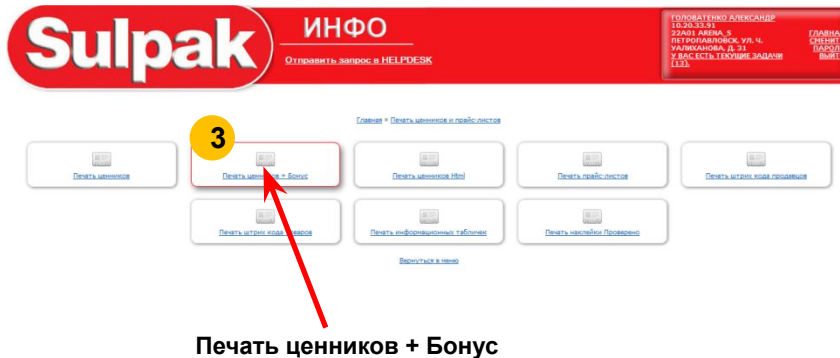 Sulpak
ИНФО
Отправить запрос в HELPDESK
ГОЛОВАТЕНКО АЛЕКСАНДР
10.20.33.91
22A01 ARENA_S
ПЕТРОПАВЛОВСК, УЛ. Ч.
УАЛИХАНОВА, Д. 31
У ВАС ЕСТЬ ТЕКУЩИЕ ЗАДАЧИ
[13].
ГЛАВНА
СМЕНИТ
ПАРОЛ
ВЫЙТ
Главная » Печать ценников и прайс-листов
3
Печать ценников
Печать ценников + Бонус
Печать ценников Html
Печать прайс-листов
Печать штрих кода продавцов
Печать штрих кода товаров
Печать информационных табличек
Печать наклейки Проверено
Вернуться в меню
Печать ценников + Бонус